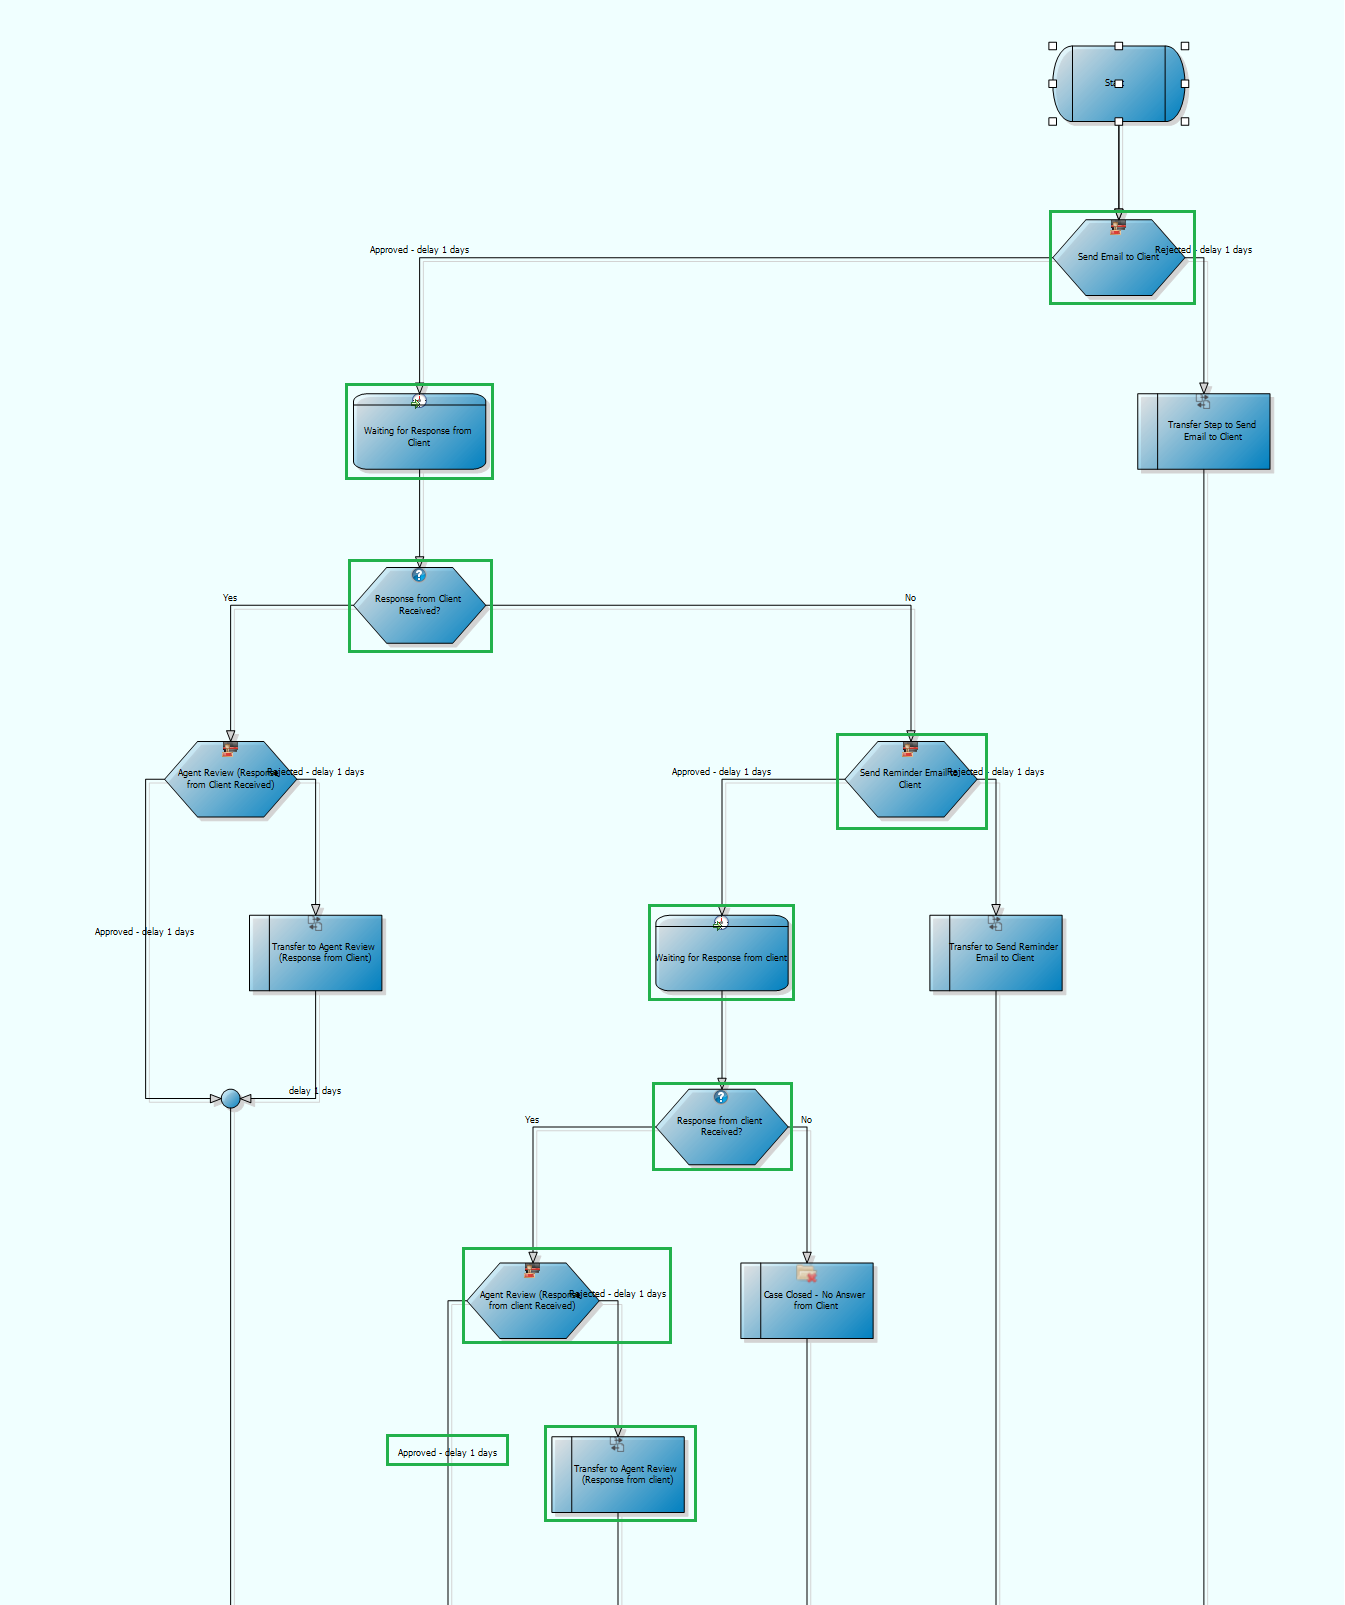 Approved - delay 1 days
Send Email to Client
Rejected - delay 1 days
Waiting for Response from
Client
Transfer Step to Send
Email to Client
Response from Client
Received?
Yes
No
Agent Review (Response
from Client Received)
Rejected - delay 1 days
Approved - delay 1 days
Send Reminder Email to
Client
Rejected - delay 1 days
Approved - delay 1 days
Transfer to Agent Review
(Response from Client)
Waiting for Response from client
Transfer to Send Reminder
Email to Client
delay 1 days
Response from client
Received?
Yes
No
Agent Review (Response
from client Received)
Rejected - delay 1 days
Case Closed - No Answer
from Client
Approved - delay 1 days
Transfer to Agent Review
(Response from client)